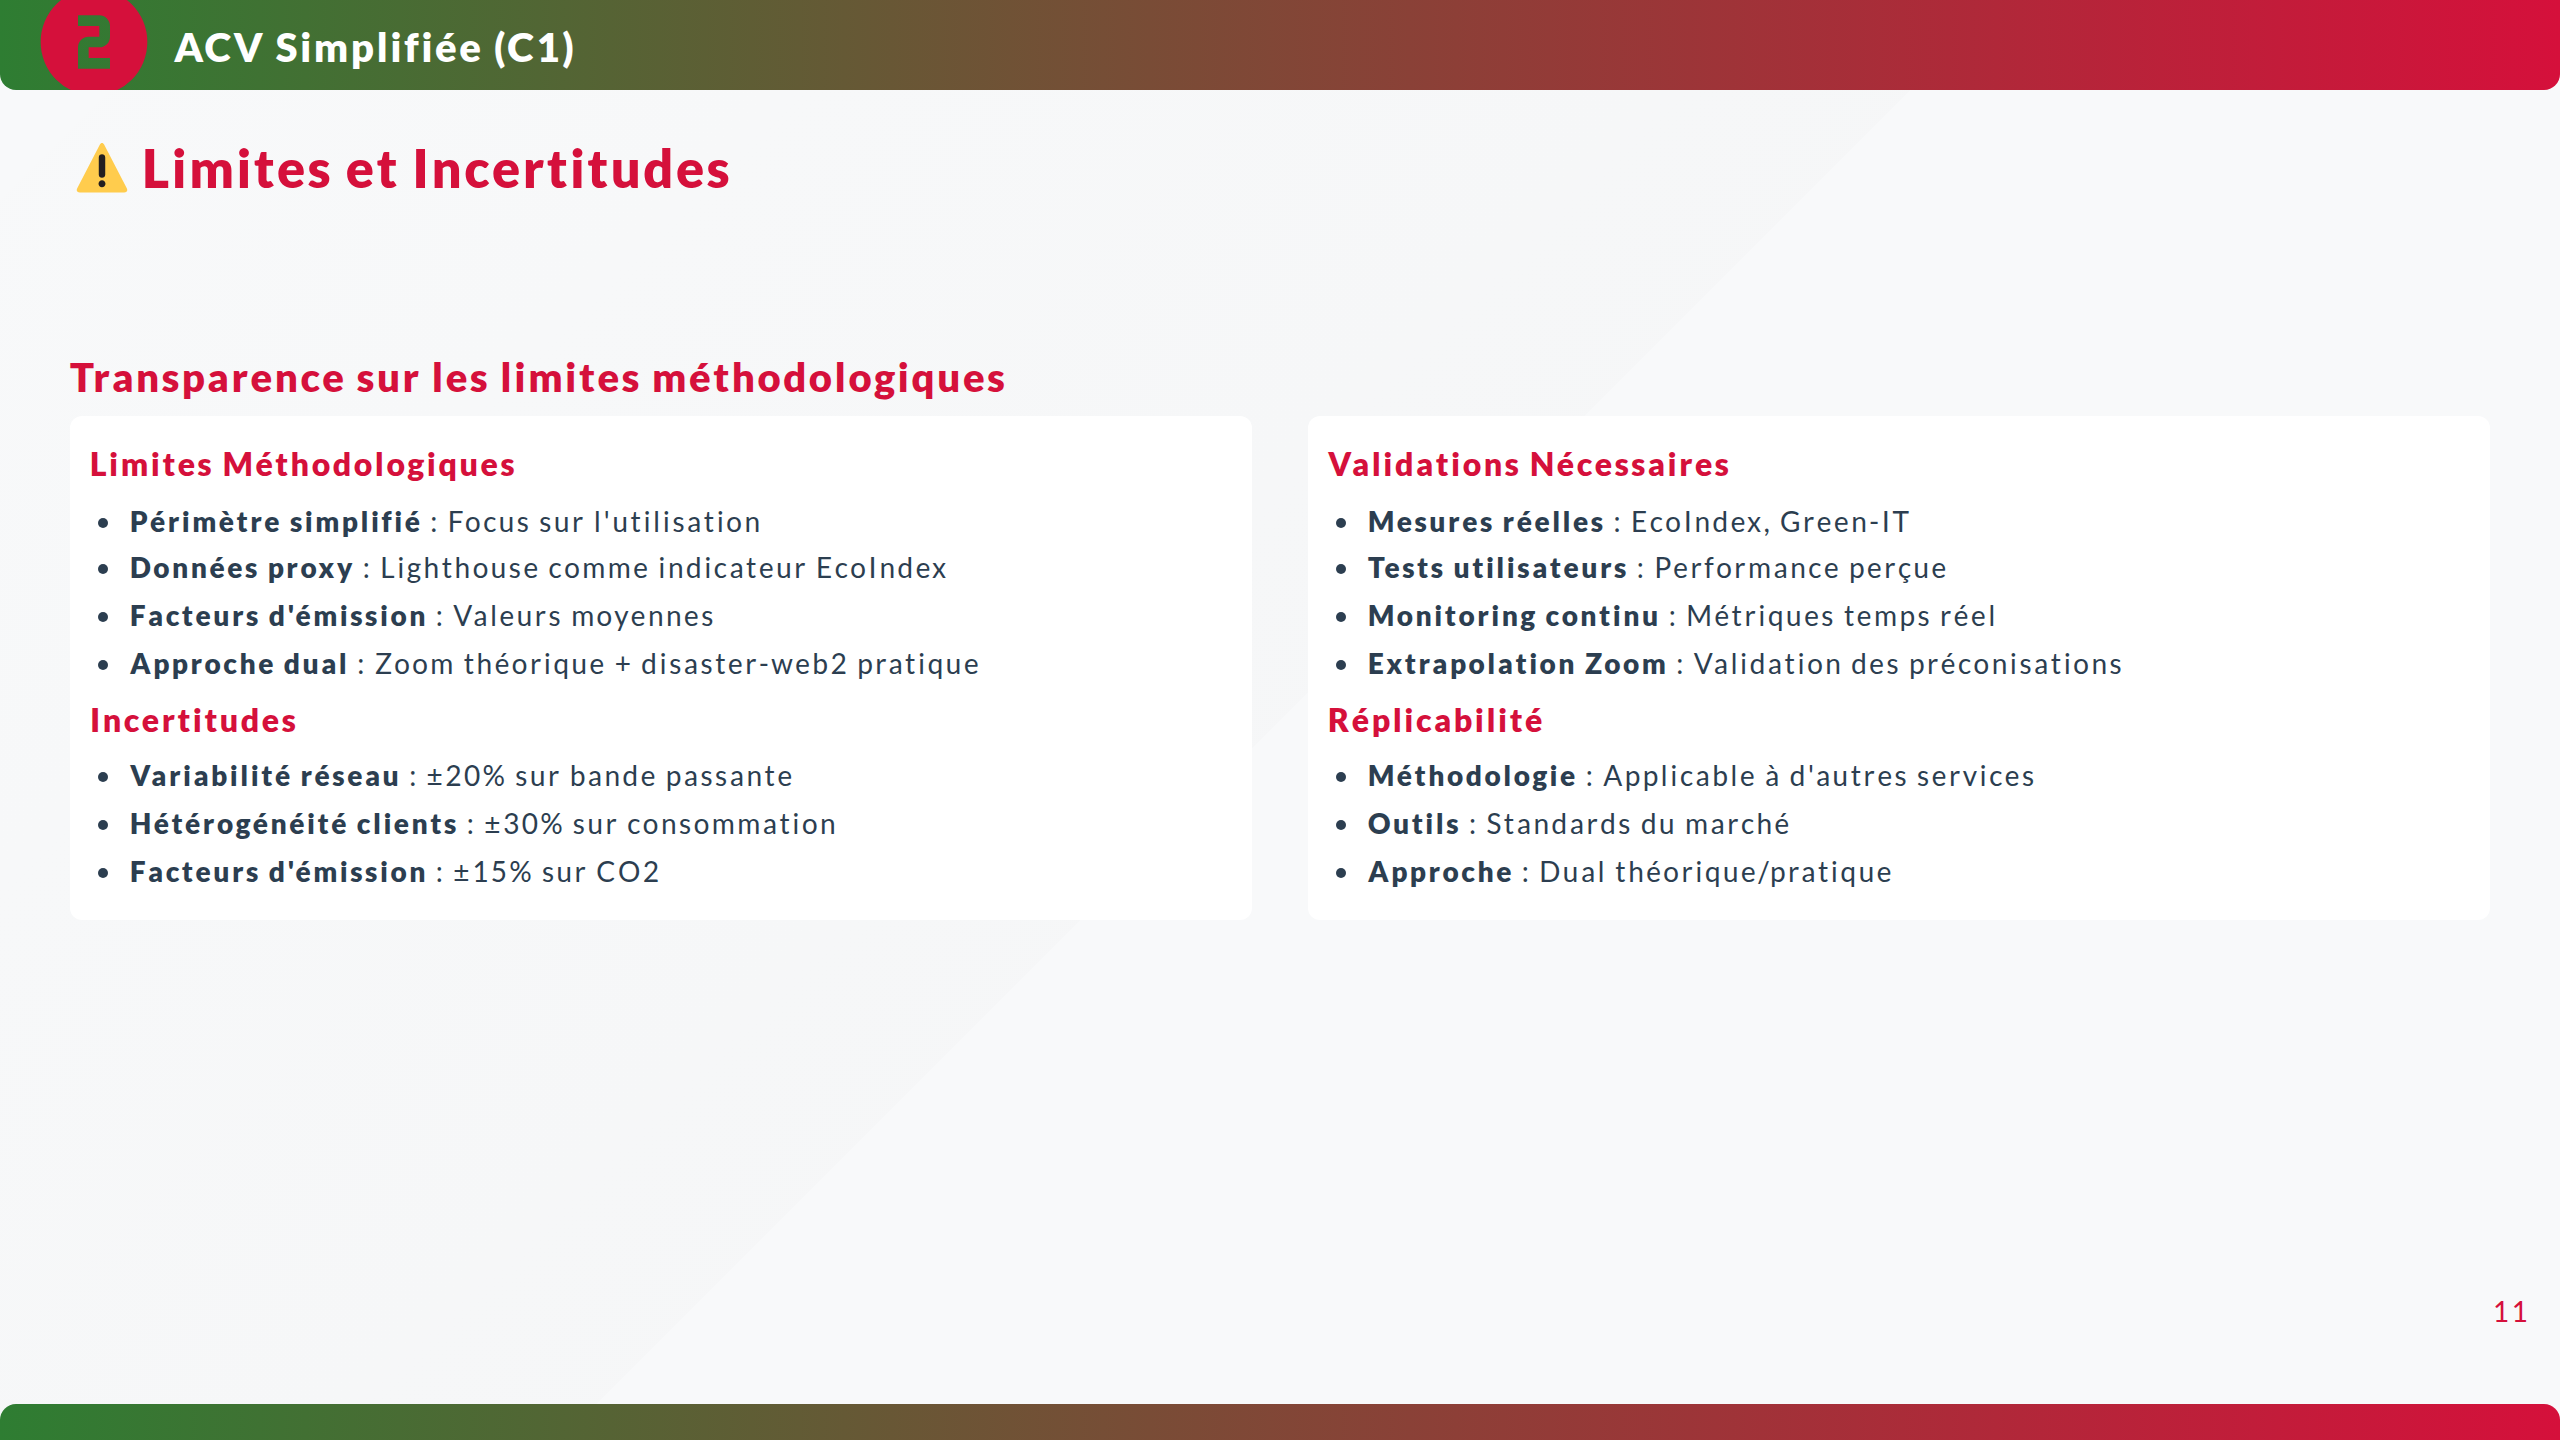 2
ACV Simplifiée (C1)
⚠️ Limites et Incertitudes
Transparence sur les limites méthodologiques
Limites Méthodologiques
• Périmètre simplifié : Focus sur l'utilisation
• Données proxy : Lighthouse comme indicateur EcoIndex
• Facteurs d'émission : Valeurs moyennes
• Approche dual : Zoom théorique + disaster-web2 pratique
Incertitudes
• Variabilité réseau : ±20% sur bande passante
• Hétérogénéité clients : ±30% sur consommation
• Facteurs d'émission : ±15% sur CO2
Validations Nécessaires
• Mesures réelles : EcoIndex, Green-IT
• Tests utilisateurs : Performance perçue
• Monitoring continu : Métriques temps réel
• Extrapolation Zoom : Validation des préconisations
Réplicabilité
• Méthodologie : Applicable à d'autres services
• Outils : Standards du marché
• Approche : Dual théorique/pratique
11